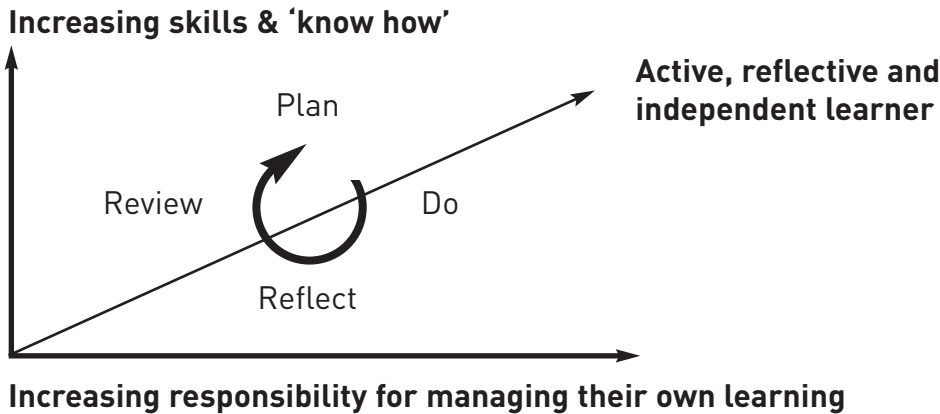 Increasing skills & ‘know how’
Active, reflective and
independent learner
Plan
Review
Do
Reflect
Increasing responsibility for managing their own learning